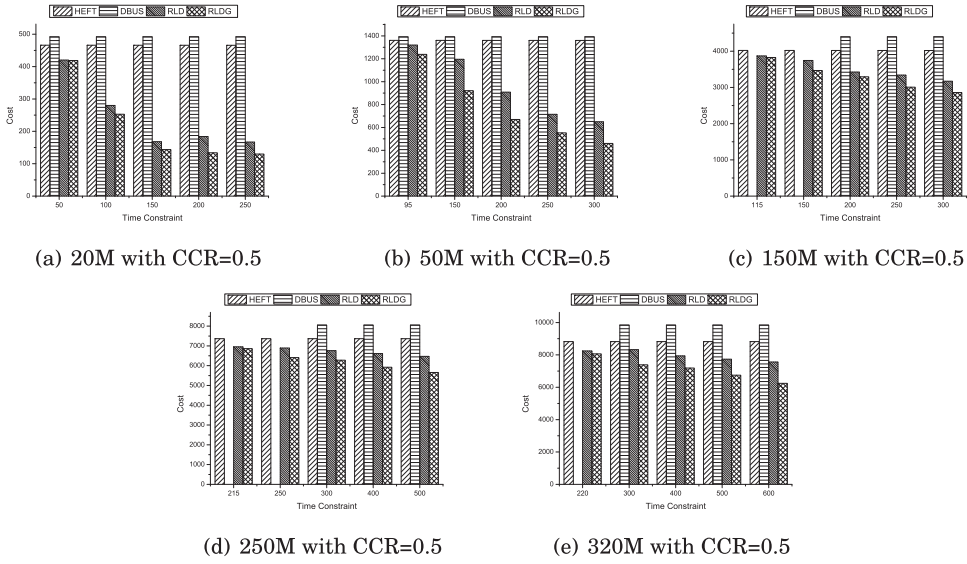 HEFT DBUS RLD RLDG
500
400
300
200
100
0
Cost
50 100 150 200 250
Time Constraint
(a) 20M with CCR=0.5
HEFT DBUS RLD RLDG
1400
1200
1000
800
600
400
200
0
Cost
95 150 200 250 300
Time Constraint
(b) 50M with CCR=0.5
HEFT DBUS RLD RLDG
4000
3000
2000
1000
0
Cost
115 150 200 250 300
Time Constraint
(c) 150M with CCR=0.5
HEFT DBUS RLD RLDG
8000
7000
6000
5000
4000
3000
2000
1000
0
Cost
215 250 300 400 500
Time Constraint
(d) 250M with CCR=0.5
HEFT DBUS RLD RLDG
10000
8000
6000
4000
2000
0
Cost
220 300 400 500 600
Time Constraint
(e) 320M with CCR=0.5